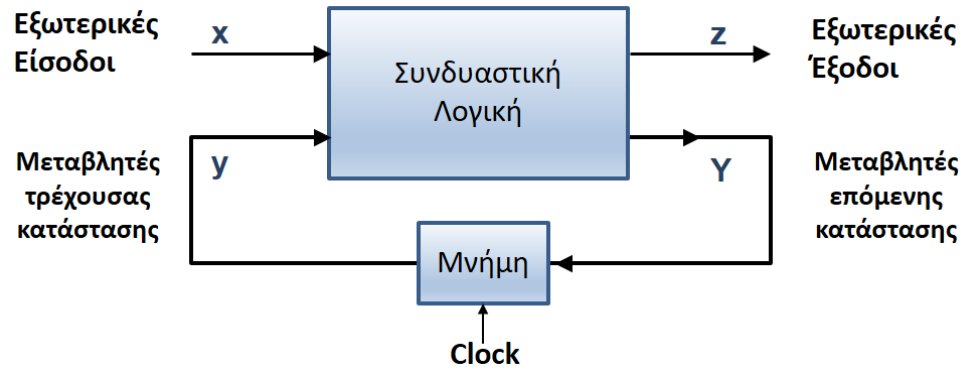 Εξωτερικές
Είσοδοι
x
Συνδυαστική
Λογική
z
Εξωτερικές
Έξοδοι
Μεταβλητές
τρέχουσας
κατάστασης
y
Y
Μεταβλητές
επόμενης
κατάστασης
Μνήμη
Clock